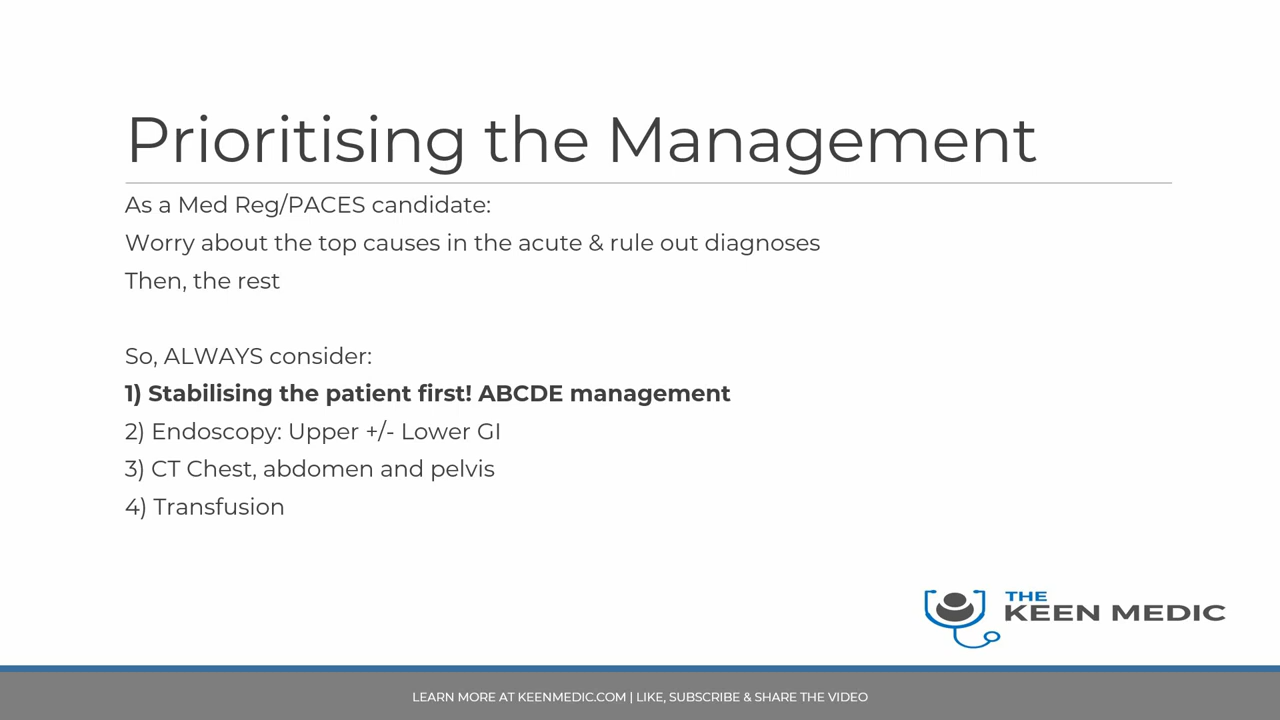 Prioritising the Management
As a Med Reg/PACES candidate:
Worry about the top causes in the acute & rule out diagnoses
Then, the rest
So, ALWAYS consider:
1) Stabilising the patient first! ABCDE management
2) Endoscopy: Upper +/- Lower GI
3) CT Chest, abdomen and pelvis
4) Transfusion
THE
KEEN MEDIC
LEARN MORE AT KEENMEDIC.COM | LIKE, SUBSCRIBE & SHARE THE VIDEO